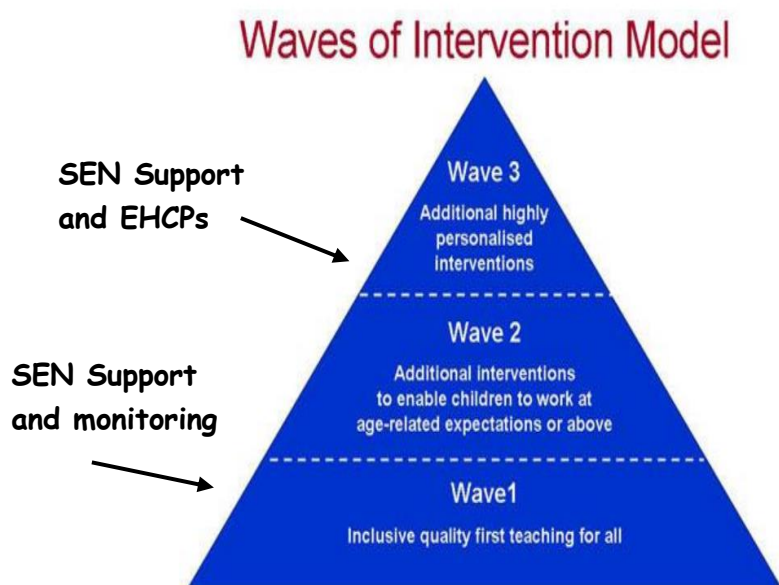 Waves of Intervention Model
SEN Support
and EHCPs
Wave 3
Additional highly
personalised
interventions
Wave 2
Additional interventions
to enable children to work at
age-related expectations or above
SEN Support
and monitoring
Wave1
Inclusive quality first teaching for all